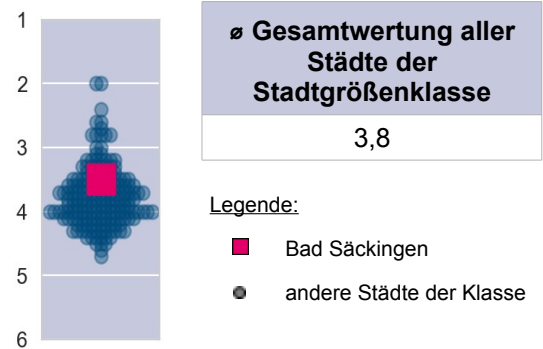 1
2
3
4
5
6
⌀ Gesamtwertung aller
Städte der
Stadtgrößenklasse
3,8
Legende:
Bad Säckingen
andere Städte der Klasse